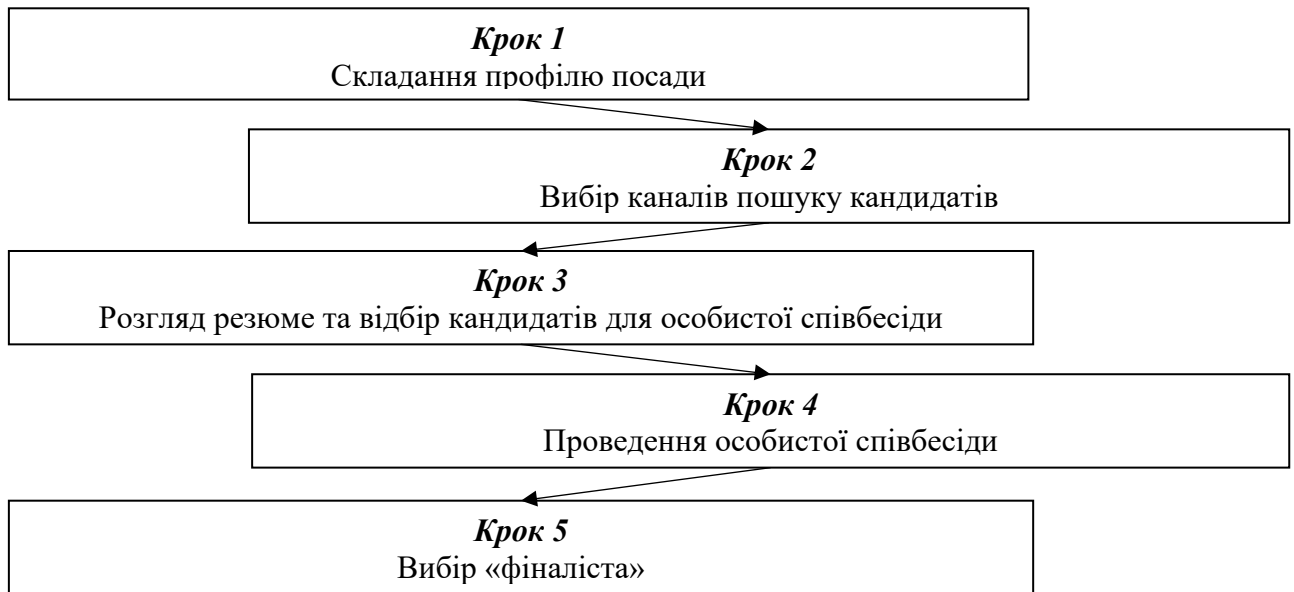 Крок 1
Складання профілю посади
Крок 2
Вибір каналів пошуку кандидатів
Крок 3
Розгляд резюме та відбір кандидатів для особистої співбесіди
Крок 4
Проведення особистої співбесіди
Крок 5
Вибір «фіналіста»